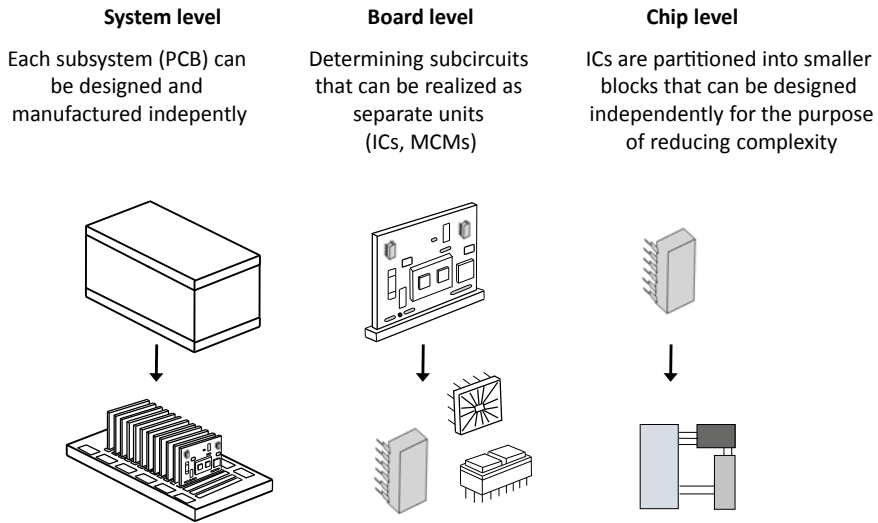 System level
Each subsystem (PCB) can
be designed and
manufactured indepently
Board level
Determining subcircuits
that can be realized as
separate units
(ICs, MCMs)
Chip level
ICs are partitioned into smaller
blocks that can be designed
independently for the purpose
of reducing complexity